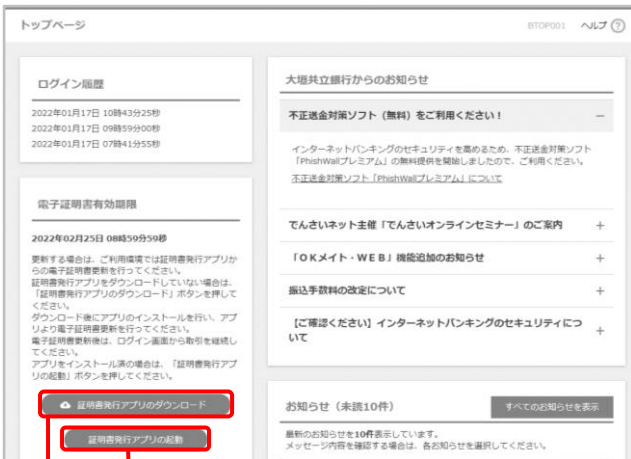 トップページ
BTOP001 ヘルプ ?
ログイン履歴
2022年01月17日 10時43分25秒
2022年01月17日 09時59分00秒
2022年01月17日 07時41分55秒
電子証明書有効期限
2022年02月25日 08時59分59秒
更新する場合は、ご利用環境では証明書発行アプリか
らの電子証明書更新を行ってください。
証明書発行アプリをダウンロードしていない場合は、
「証明書発行アプリのダウンロード」ボタンを押して
ください。
ダウンロード後にアプリのインストールを行い、アプ
リより電子証明書更新を行ってください。
電子証明書更新後は、ログイン画面から取引を継続し
てください。
アプリをインストール済の場合は、「証明書発行アプ
リの起動」ボタンを押してください。
証明書発行アプリのダウンロード
証明書発行アプリの起動
大垣共立銀行からのお知らせ
不正送金対策ソフト（無料）をご利用ください！
インターネットバンキングのセキュリティを高めるため、不正送金対策ソフト
「PhishWallプレミアム」の無料提供を開始しましたので、ご利用ください。
不正送金対策ソフト「PhishWallプレミアム」について
でんさいネット主催「でんさいオンラインセミナー」のご案内
「ＯＫメイト・ＷＥＢ」機能追加のお知らせ
振込手数料の改定について
【ご確認ください】インターネットバンキングのセキュリティにつ
いて
お知らせ（未読10件）
すべてのお知らせを表示
最新のお知らせを10件表示しています。
メッセージ内容を確認する場合は、各お知らせを選択してください。